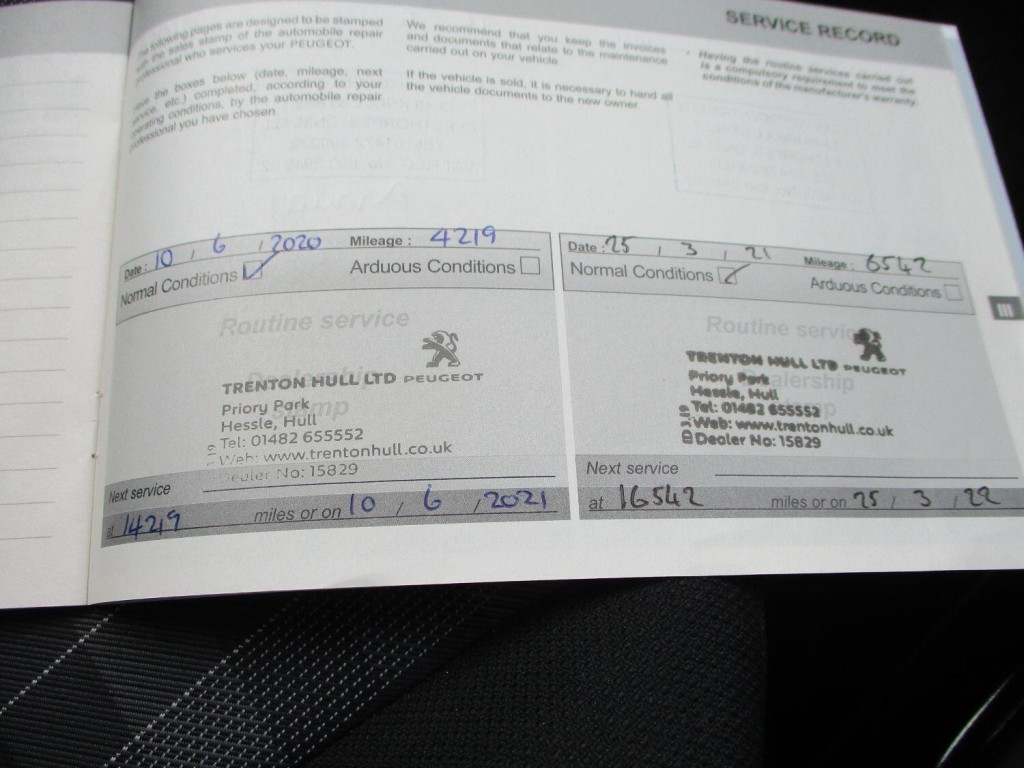 SERVICE RECORD
following pages are designed to be stamped
the sales stamp of the automobile repair
who services your PEUGEOT.
the boxes below (date, mileage, next
etc.) completed, according to your
conditions, by the automobile repair
you have chosen.
We recommend that you keep the invoices
and documents that relate to the maintenance
carried out on your vehicle.
If the vehicle is sold, it is necessary to hand all
the vehicle documents to the new owner.
• Having the routine services carried out
is a compulsory requirement to meet the
conditions of the manufacturer's warranty.
Date : 10 / 6 / 2020 Mileage : 4219
Normal Conditions Arduous Conditions
Routine service
Dealership
stamp
TRENTON HULL LTD PEUGEOT
Priory Park
Hessle, Hull
Tel: 01482 655552
Web: www.trentonhull.co.uk
Dealer No: 15829
Next service
at 14219 miles or on 10 / 6 / 2021
Date : 25 / 3 / 21 Mileage : 6542
Normal Conditions Arduous Conditions
Routine service
Dealership
stamp
TRENTON HULL LTD PEUGEOT
Priory Park
Hessle, Hull
Tel: 01482 655552
Web: www.trentonhull.co.uk
Dealer No: 15829
Next service
at 16542 miles or on 25 / 3 / 22
III